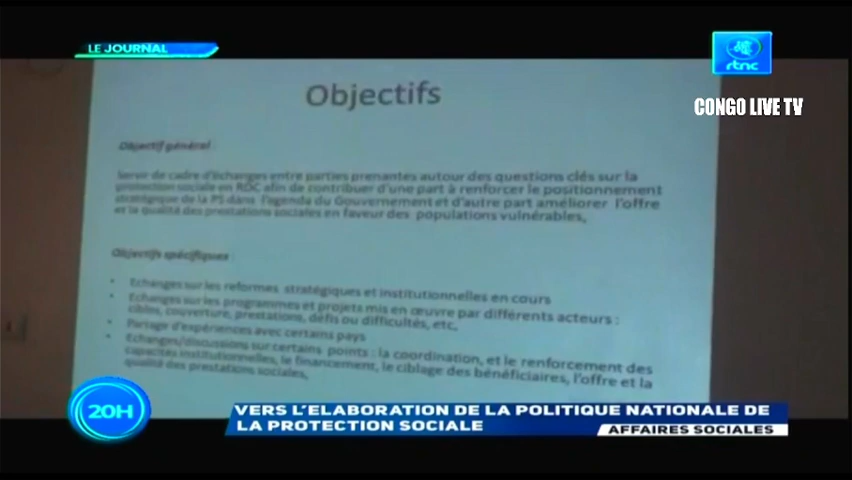 LE JOURNAL
rtnc
CONGO LIVE TV
Objectifs
Objectif général :
Servir de cadre d'échanges entre parties prenantes autour des questions clés sur la
protection sociale en RDC afin de contribuer d'une part à renforcer le positionnement
stratégique de la PS dans l'agenda du Gouvernement et d'autre part améliorer l'offre
et la qualité des prestations sociales en faveur des populations vulnérables.
Objectifs spécifiques :
• Echanges sur les reformes stratégiques et institutionnelles en cours
• Echanges sur les programmes et projets mis en œuvre par différents acteurs :
cibles, couverture, prestations, défis ou difficultés, etc.
• Partage d'expériences avec certains pays
• Echanges/discussions sur certains points : la coordination, et le renforcement des
capacités institutionnelles, le financement, le ciblage des bénéficiaires, l'offre et la
qualité des prestations sociales.
20H
VERS L'ELABORATION DE LA POLITIQUE NATIONALE DE
LA PROTECTION SOCIALE
AFFAIRES SOCIALES